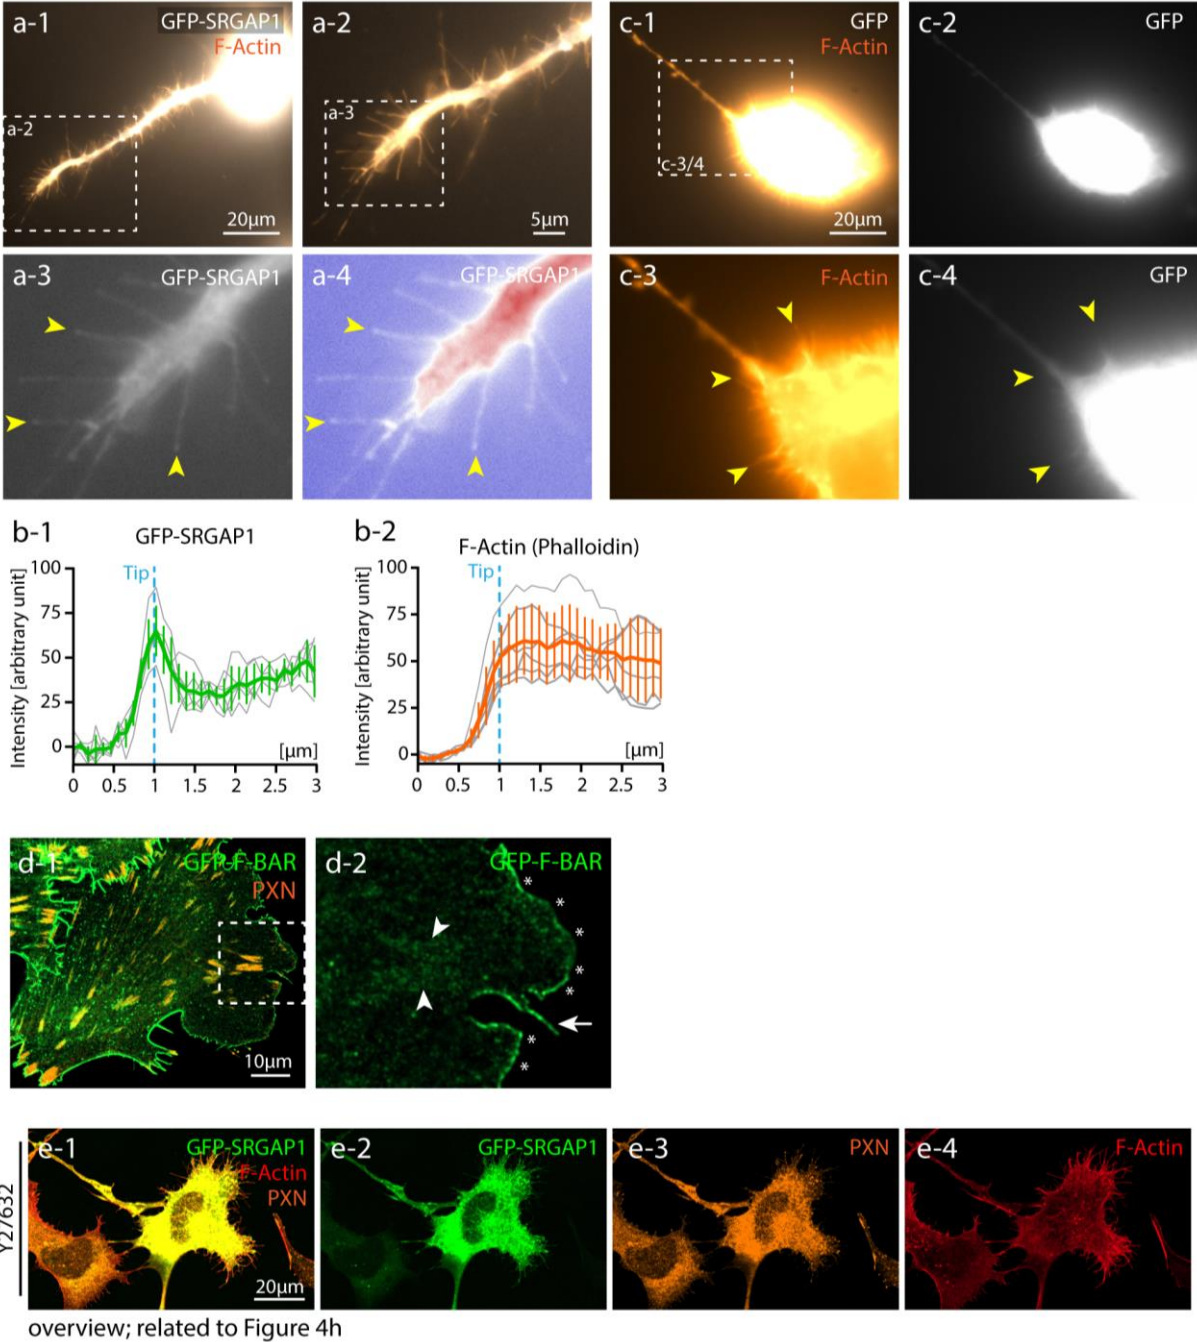 a-1 GFP-SRGAP1
F-Actin
a-2
20µm
a-2
a-3
5µm
c-1 GFP
F-Actin
c-3/4
20µm
c-2 GFP
a-3 GFP-SRGAP1
a-4 GFP-SRGAP1
c-3 F-Actin
c-4 GFP
b-1
GFP-SRGAP1
Intensity [arbitrary unit]
100
75
50
25
0
Tip
[µm]
0 0.5 1 1.5 2 2.5 3
b-2
F-Actin (Phalloidin)
Intensity [arbitrary unit]
100
75
50
25
0
Tip
[µm]
0 0.5 1 1.5 2 2.5 3
d-1 GFP-F-BAR
PXN
10µm
d-2 GFP-F-BAR
* * * * * * *
Y27632
e-1 GFP-SRGAP1
F-Actin
PXN
20µm
e-2 GFP-SRGAP1
e-3 PXN
e-4 F-Actin
overview; related to Figure 4h